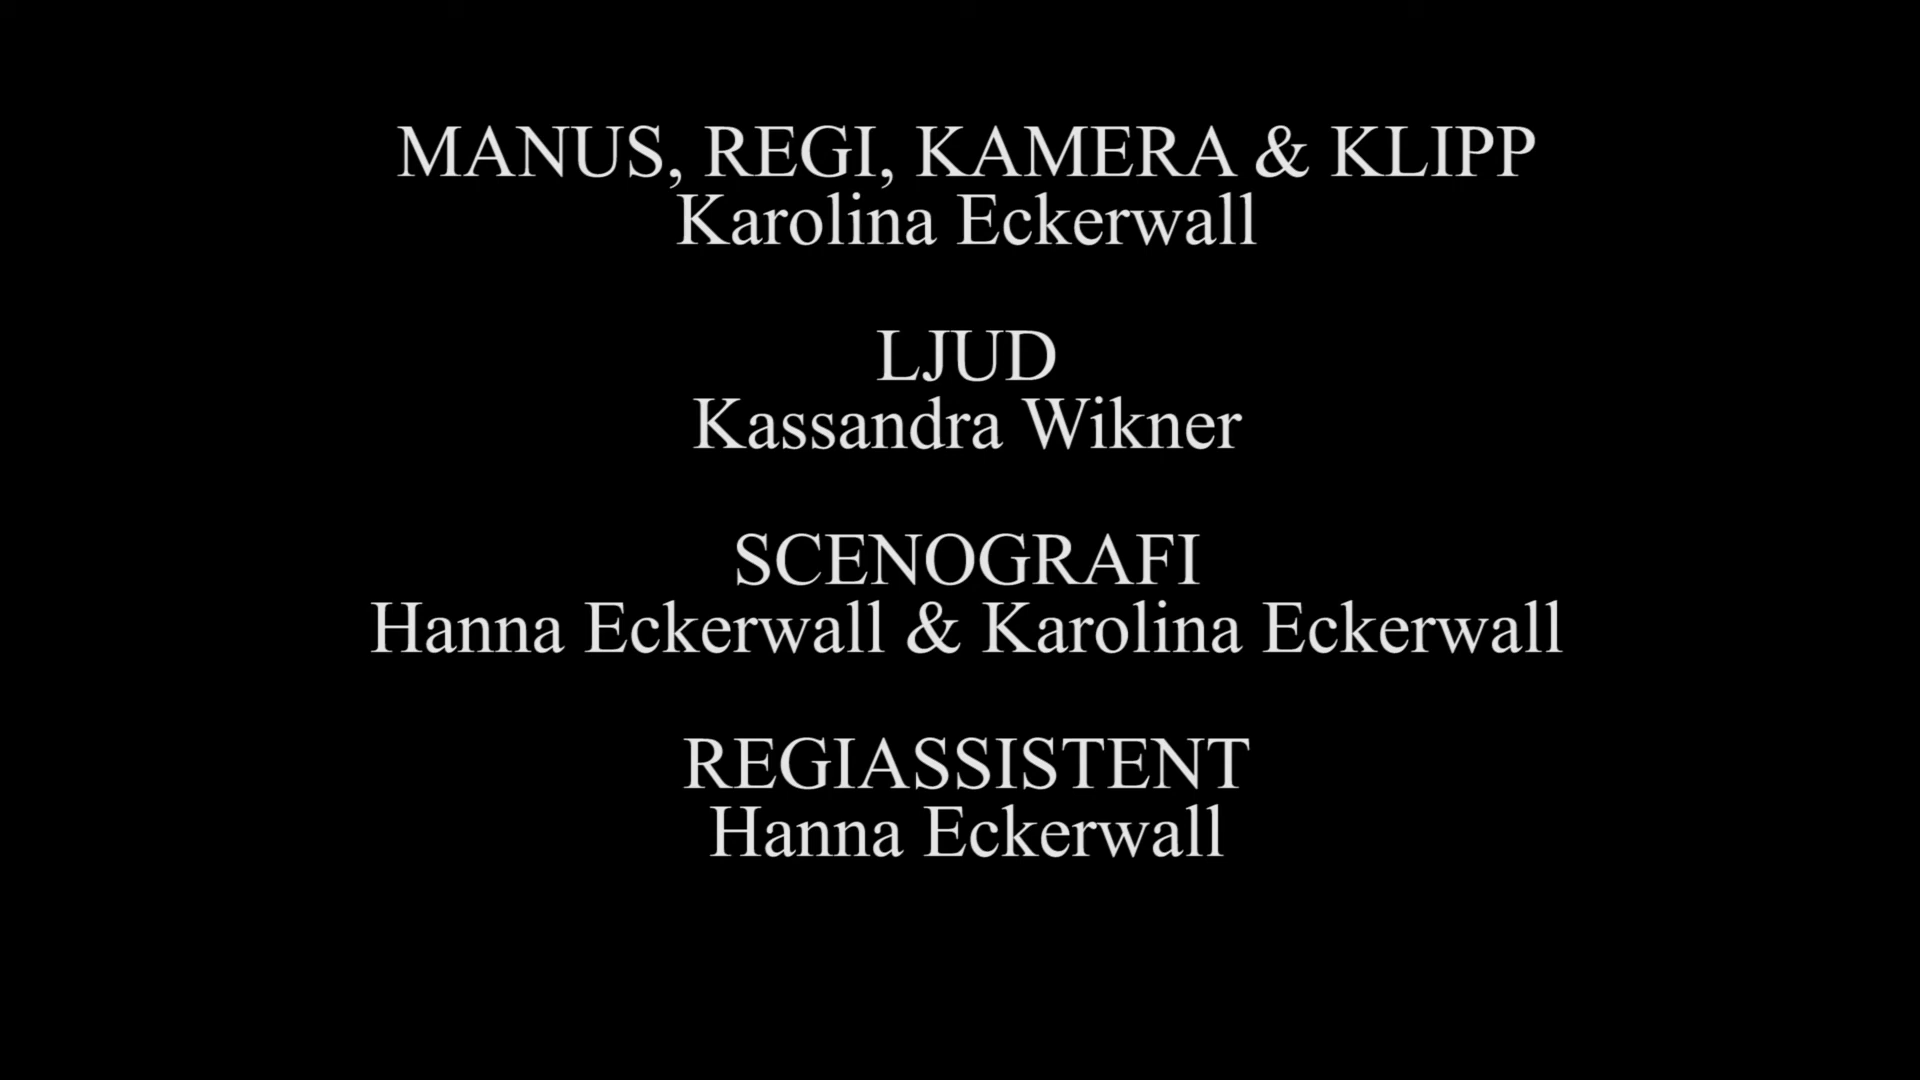 MANUS, REGI, KAMERA & KLIPP
Karolina Eckerwall
LJUD
Kassandra Wikner
SCENOGRAFI
Hanna Eckerwall & Karolina Eckerwall
REGIASSISTENT
Hanna Eckerwall